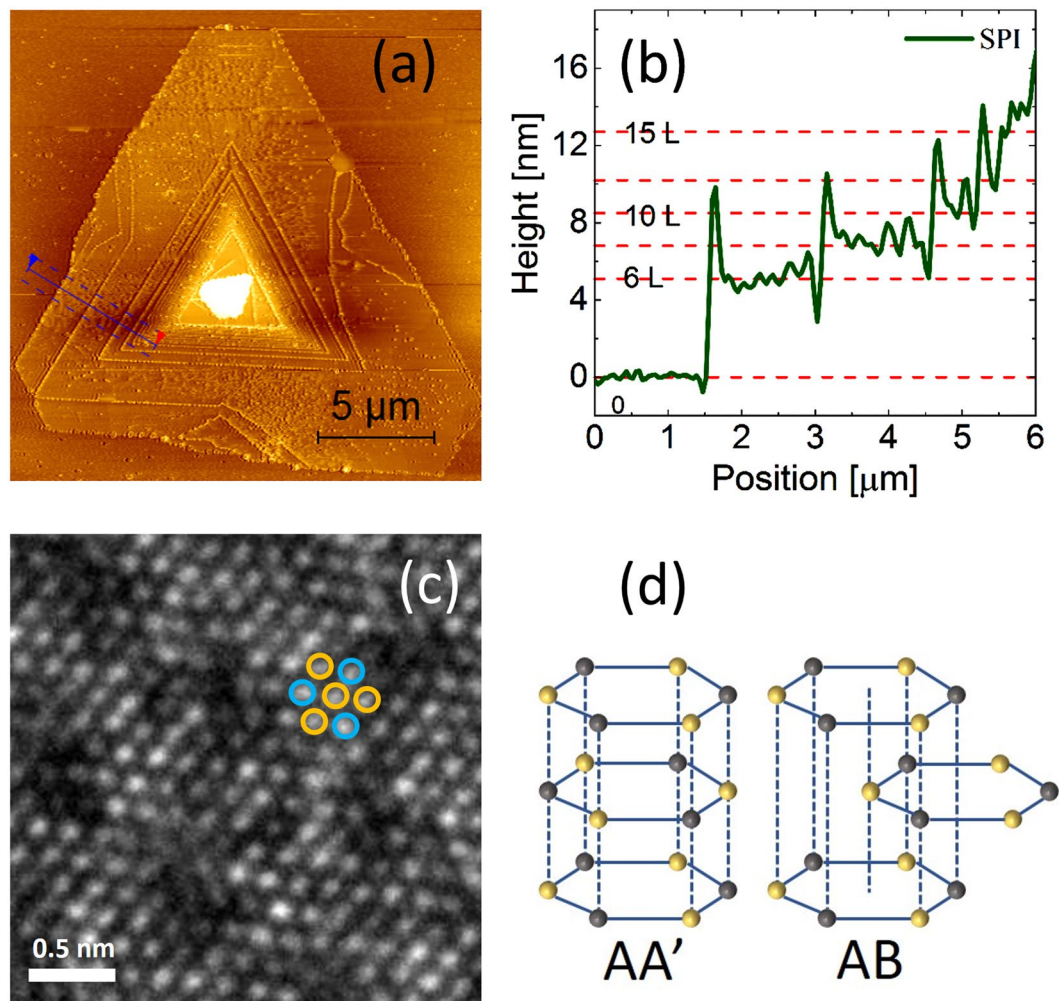 (a)
5 μm
(b)
SPI
Height [nm]
16
12
8
4
0
15 L
10 L
6 L
0
0
1
2
3
4
5
6
Position [μm]
(c)
0.5 nm
(d)
AA’
AB